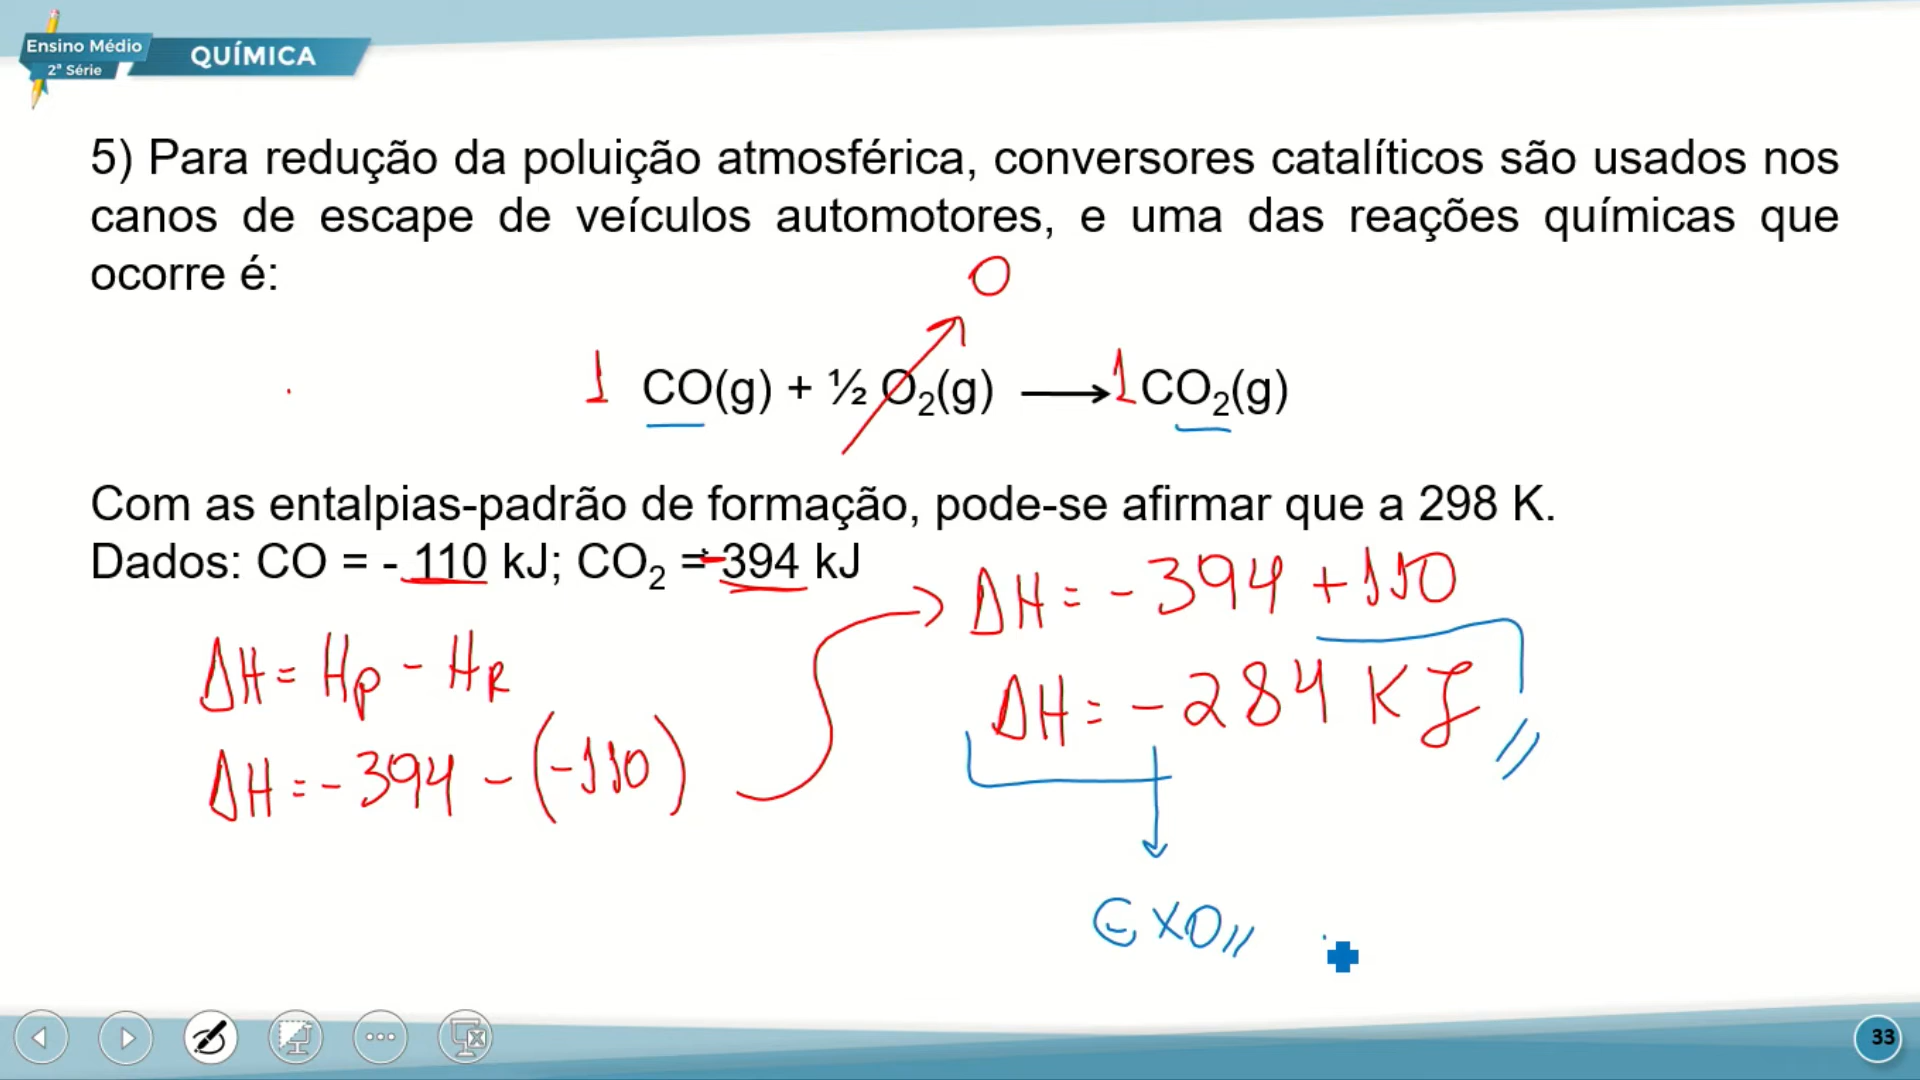 Ensino Médio
2ª Série
QUÍMICA
5) Para redução da poluição atmosférica, conversores catalíticos são usados nos
canos de escape de veículos automotores, e uma das reações químicas que
ocorre é:
0
1 CO(g) + ½ O₂(g) ⟶ 1 CO₂(g)
Com as entalpias-padrão de formação, pode-se afirmar que a 298 K.
Dados: CO = - 110 kJ; CO₂ = - 394 kJ
ΔH = Hp - HR
ΔH = - 394 - (-110)
ΔH = - 394 + 110
ΔH = - 284 KJ
EXO
33